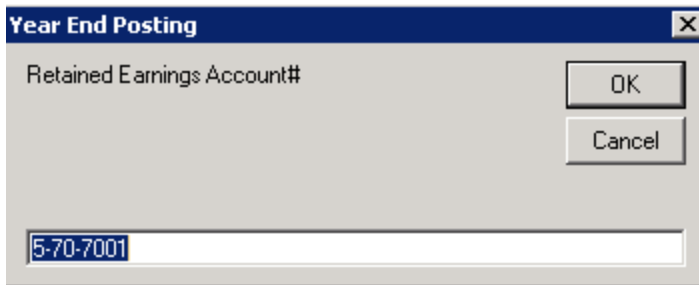 Year End Posting
Retained Earnings Account#
OK
Cancel
5-70-7001